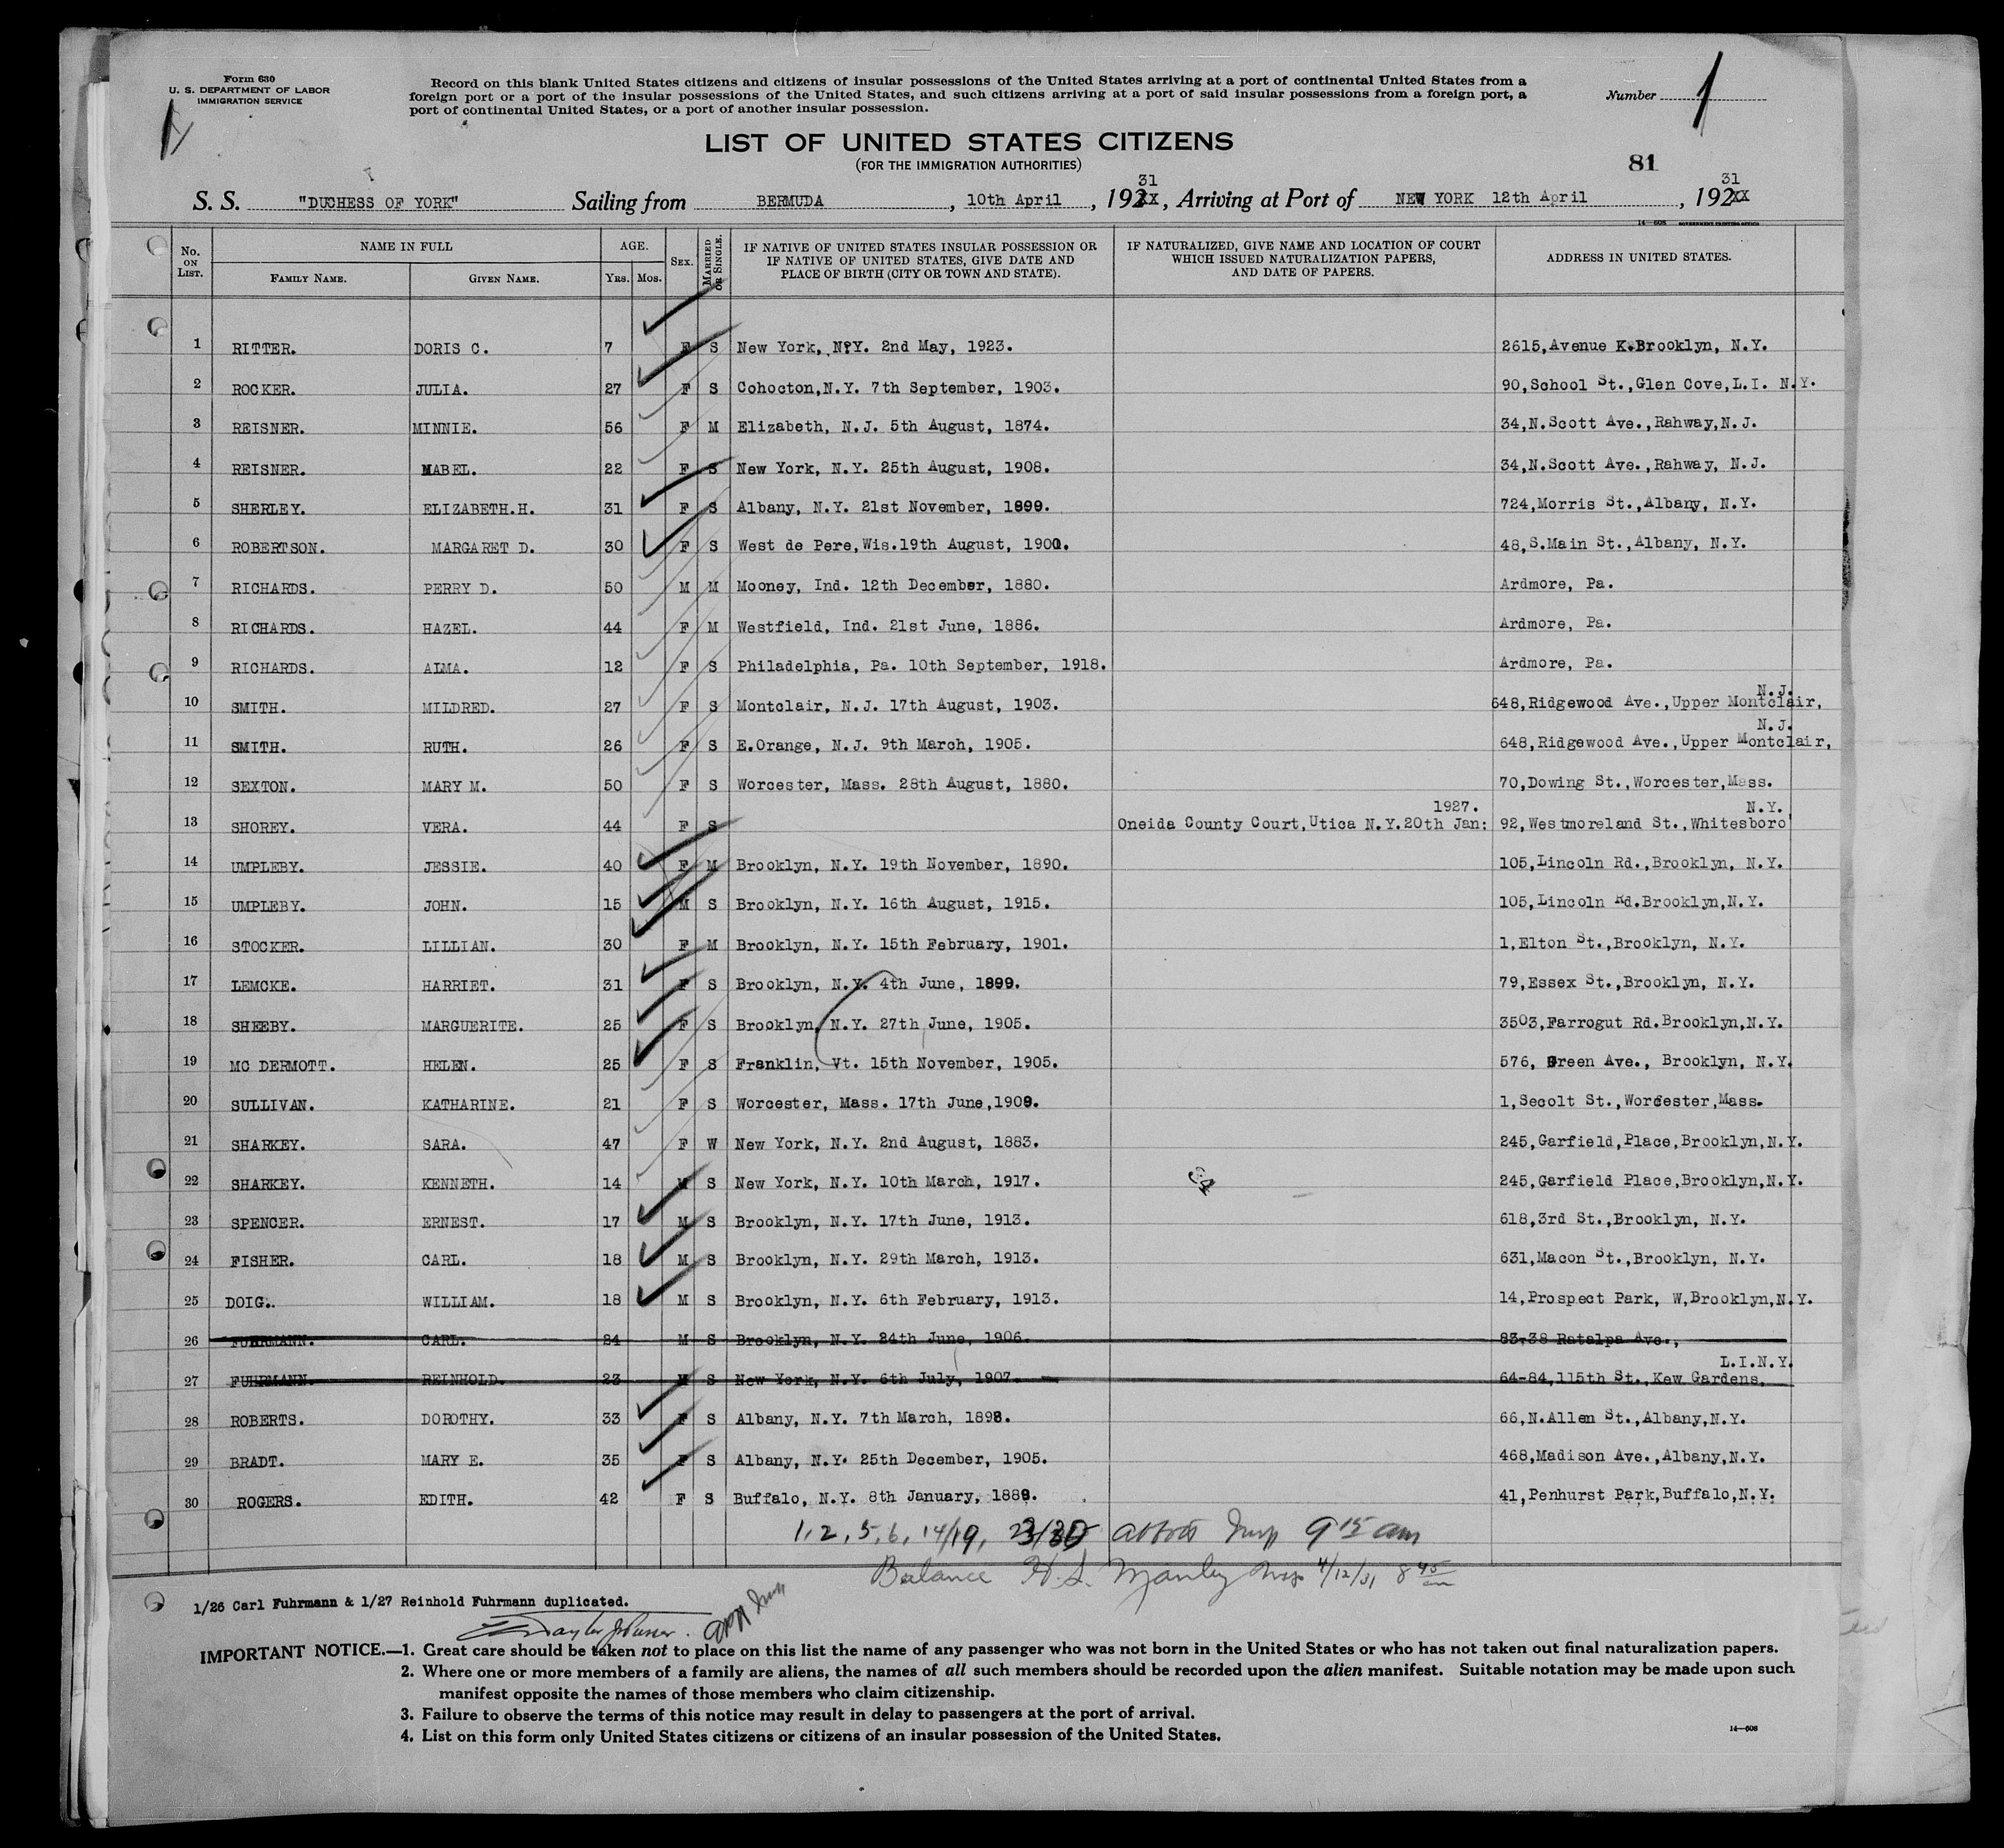 Form 630
U. S. DEPARTMENT OF LABOR
IMMIGRATION SERVICE
Record on this blank United States citizens and citizens of insular possessions of the United States arriving at a port of continental United States from a
foreign port or a port of the insular possessions of the United States, and such citizens arriving at a port of said insular possessions from a foreign port, a
port of continental United States, or a port of another insular possession.
Number 1
LIST OF UNITED STATES CITIZENS
(FOR THE IMMIGRATION AUTHORITIES)
81
S. S. "DUCHESS OF YORK" Sailing from BERMUDA, 10th April, 192XX 31, Arriving at Port of NEW YORK 12th April, 192XX 31
14—608 GOVERNMENT PRINTING OFFICE
No. ON LIST. NAME IN FULL FAMILY NAME. GIVEN NAME. AGE. YRS. MOS. SEX. MARRIED OR SINGLE. IF NATIVE OF UNITED STATES INSULAR POSSESSION OR IF NATIVE OF UNITED STATES, GIVE DATE AND PLACE OF BIRTH (CITY OR TOWN AND STATE). IF NATURALIZED, GIVE NAME AND LOCATION OF COURT WHICH ISSUED NATURALIZATION PAPERS, AND DATE OF PAPERS. ADDRESS IN UNITED STATES.
1 RITTER. DORIS C. 7 F S New York, N.Y. 2nd May, 1923. 2615,Avenue K.Brooklyn, N.Y.
2 ROCKER. JULIA. 27 F S Cohocton,N.Y. 7th September, 1903. 90,School St.,Glen Cove,L.I. N.Y.
3 REISNER. MINNIE. 56 F M Elizabeth, N.J. 5th August, 1874. 34,N.Scott Ave.,Rahway,N.J.
4 REISNER. MABEL. 22 F S New York, N.Y. 25th August, 1908. 34,N.Scott Ave.,Rahway, N.J.
5 SHERLEY. ELIZABETH.H. 31 F S Albany, N.Y. 21st November, 1899. 724,Morris St.,Albany, N.Y.
6 ROBERTSON. MARGARET D. 30 F S West de Pere,Wis.19th August, 1900. 48,S.Main St.,Albany, N.Y.
7 RICHARDS. PERRY D. 50 M M Mooney, Ind. 12th December, 1880. Ardmore, Pa.
8 RICHARDS. HAZEL. 44 F M Westfield, Ind. 21st June, 1886. Ardmore, Pa.
9 RICHARDS. ALMA. 12 F S Philadelphia, Pa. 10th September, 1918. Ardmore, Pa.
10 SMITH. MILDRED. 27 F S Montclair, N.J. 17th August, 1903. 648,Ridgewood Ave.,Upper Montclair, N.J.
11 SMITH. RUTH. 26 F S E.Orange, N.J. 9th March, 1905. 648,Ridgewood Ave.,Upper Montclair, N.J.
12 SEXTON. MARY M. 50 F S Worcester, Mass. 28th August, 1880. 70,Dowing St.,Worcester,Mass.
13 SHOREY. VERA. 44 F S Oneida County Court,Utica N.Y.20th Jan: 1927. 92,Westmoreland St.,Whitesboro N.Y.
14 UMPLEBY. JESSIE. 40 F M Brooklyn, N.Y. 19th November, 1890. 105,Lincoln Rd.,Brooklyn, N.Y.
15 UMPLEBY. JOHN. 15 M S Brooklyn, N.Y. 16th August, 1915. 105,Lincoln Rd.Brooklyn,N.Y.
16 STOCKER. LILLIAN. 30 F M Brooklyn, N.Y. 15th February, 1901. 1,Elton St.,Brooklyn, N.Y.
17 LEMCKE. HARRIET. 31 F S Brooklyn, N.Y. 4th June, 1899. 79,Essex St.,Brooklyn, N.Y.
18 SHEEBY. MARGUERITE. 25 F S Brooklyn, N.Y. 27th June, 1905. 3503,Farrogut Rd.Brooklyn,N.Y.
19 MC DERMOTT. HELEN. 25 F S Franklin, Vt. 15th November, 1905. 576, Green Ave., Brooklyn, N.Y.
20 SULLIVAN. KATHARINE. 21 F S Worcester, Mass. 17th June,1909. 1,Secolt St.,Worcester,Mass.
21 SHARKEY. SARA. 47 F W New York, N.Y. 2nd August, 1883. 245,Garfield,Place,Brooklyn,N.Y.
22 SHARKEY. KENNETH. 14 M S New York, N.Y. 10th March, 1917. 245,Garfield Place,Brooklyn,N.Y.
23 SPENCER. ERNEST. 17 M S Brooklyn, N.Y. 17th June, 1913. 618,3rd St.,Brooklyn, N.Y.
24 FISHER. CARL. 18 M S Brooklyn, N.Y. 29th March, 1913. 631,Macon St.,Brooklyn, N.Y.
25 DOIG. WILLIAM. 18 M S Brooklyn, N.Y. 6th February, 1913. 14,Prospect Park, W,Brooklyn,N.Y.
26 FUHRMANN. CARL. 24 M S Brooklyn, N.Y. 24th June, 1906. 83-38 Ratalpa Ave.,
27 FUHRMANN. REINHOLD. 23 M S New York, N.Y. 6th July, 1907. 64-84,115th St., Kew Gardens, L.I.N.Y.
28 ROBERTS. DOROTHY. 33 F S Albany, N.Y. 7th March, 1898. 66,N.Allen St.,Albany,N.Y.
29 BRADT. MARY E. 35 F S Albany, N.Y. 25th December, 1905. 468,Madison Ave.,Albany,N.Y.
30 ROGERS. EDITH. 42 F S Buffalo, N.Y. 8th January, 1889. 41,Penhurst Park,Buffalo,N.Y.
1, 2, 5, 6, 14/19, 23/30 Abbott Insp 9 15 am
Balance H.S. Manley Insp 4/12/31 8 45 am
1/26 Carl Fuhrmann & 1/27 Reinhold Fuhrmann duplicated.
IMPORTANT NOTICE.—1. Great care should be taken not to place on this list the name of any passenger who was not born in the United States or who has not taken out final naturalization papers.
2. Where one or more members of a family are aliens, the names of all such members should be recorded upon the alien manifest. Suitable notation may be made upon such
manifest opposite the names of those members who claim citizenship.
3. Failure to observe the terms of this notice may result in delay to passengers at the port of arrival.
4. List on this form only United States citizens or citizens of an insular possession of the United States.
14—608